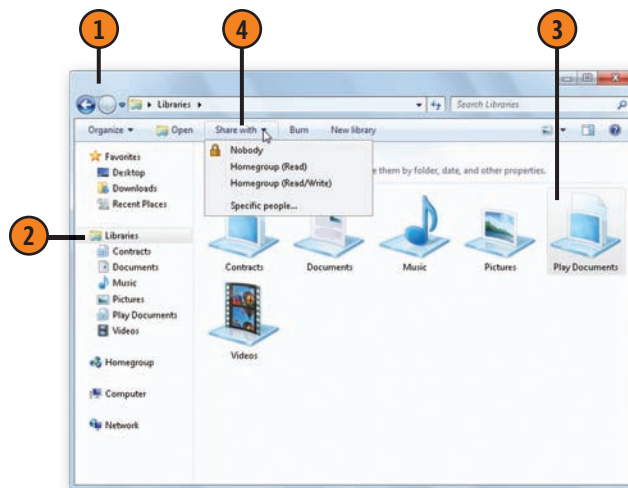 1
4
3
Libraries
Search Libraries
Organize
Open
Share with
Burn
New library
Favorites
Desktop
Downloads
Recent Places
Nobody
Homegroup (Read)
Homegroup (Read/Write)
Specific people...
e them by folder, date, and other properties.
2
Libraries
Contracts
Documents
Music
Pictures
Play Documents
Videos
Homegroup
Computer
Network
Contracts
Documents
Music
Pictures
Play Documents
Videos